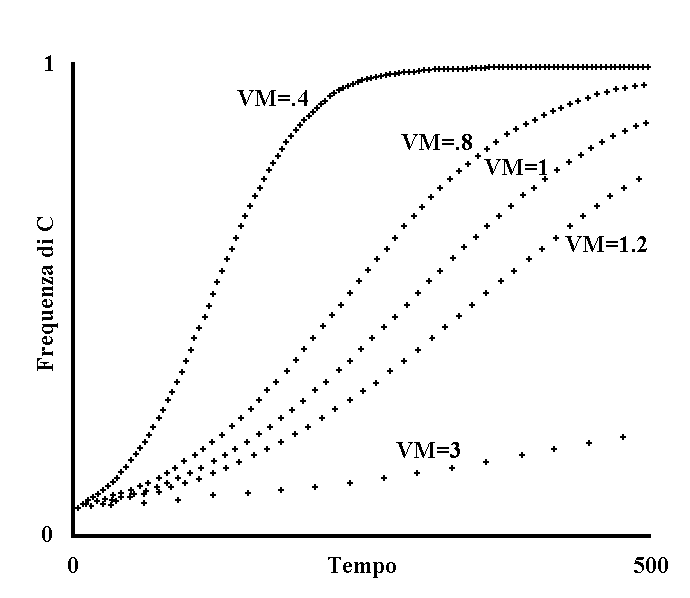 1
VM=.4
VM=.8
VM=1
VM=1.2
Frequenza di C
VM=3
0
0
Tempo
500